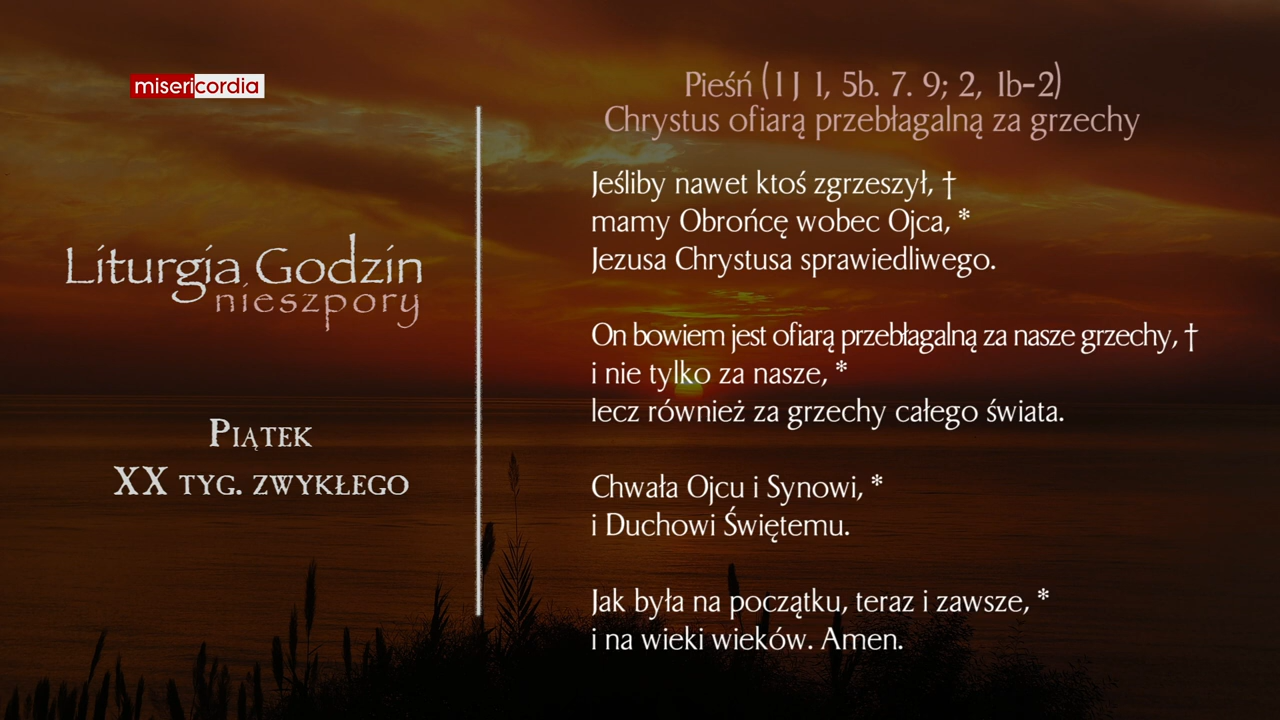 misericordia
Liturgia Godzin
nieszpory
Piątek
XX tyg. zwykłego
Pieśń (1 J 1, 5b. 7. 9; 2, 1b-2)
Chrystus ofiarą przebłagalną za grzechy
Jeśliby nawet ktoś zgrzeszył, †
mamy Obrońcę wobec Ojca, *
Jezusa Chrystusa sprawiedliwego.
On bowiem jest ofiarą przebłagalną za nasze grzechy, †
i nie tylko za nasze, *
lecz również za grzechy całego świata.
Chwała Ojcu i Synowi, *
i Duchowi Świętemu.
Jak była na początku, teraz i zawsze, *
i na wieki wieków. Amen.